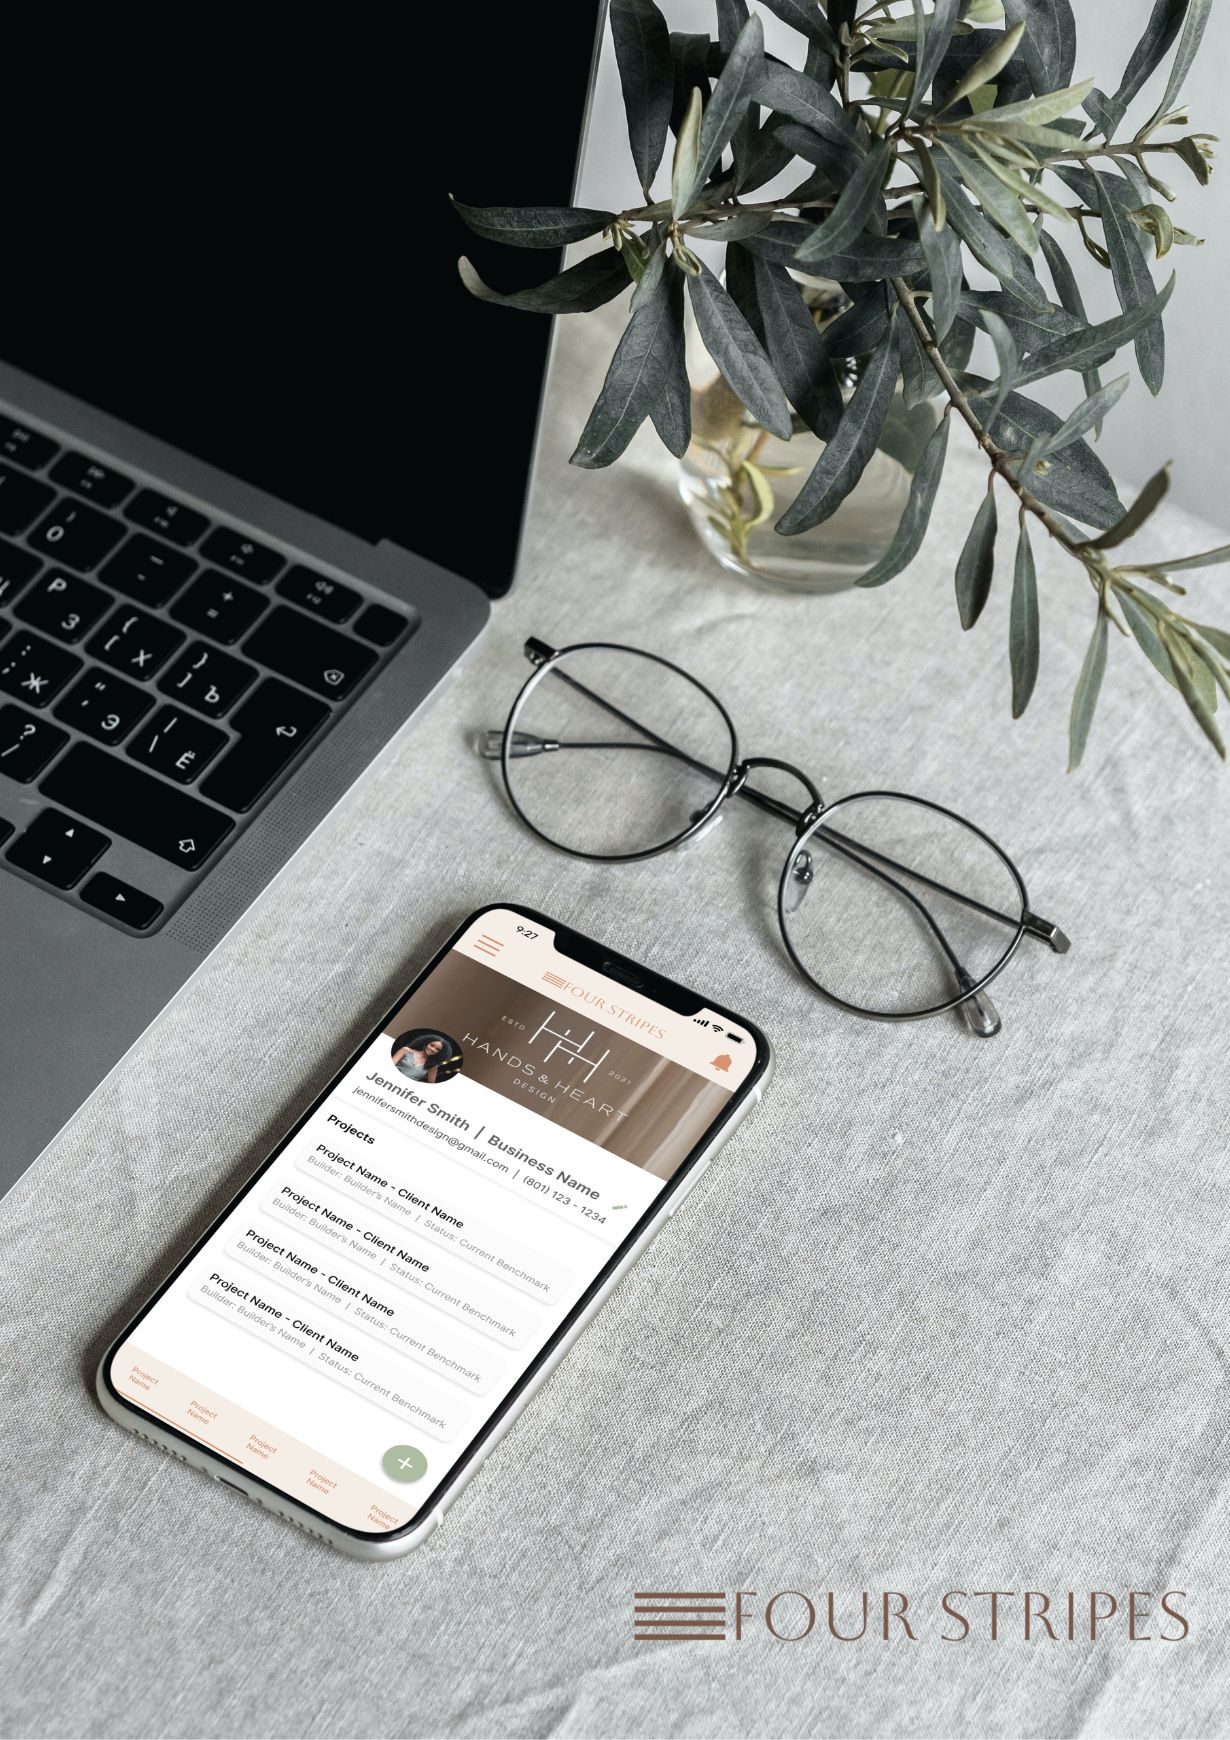 9:27
FOUR STRIPES
ESTD
HH
2021
HANDS & HEART
DESIGN
Jennifer Smith | Business Name
jennifersmithdesign@gmail.com | (801) 123 - 1234
Projects
Project Name - Client Name
Builder: Builder's Name | Status: Current Benchmark
Project Name - Client Name
Builder: Builder's Name | Status: Current Benchmark
Project Name - Client Name
Builder: Builder's Name | Status: Current Benchmark
Project Name - Client Name
Builder: Builder's Name | Status: Current Benchmark
Project
Name
Project
Name
Project
Name
Project
Name
Project
Name
+
) 0
_ -
+ =
P З
{ [ Х
} ] Ъ
: ; Ж
" ' Э
| \ Ё
? /
FOUR STRIPES